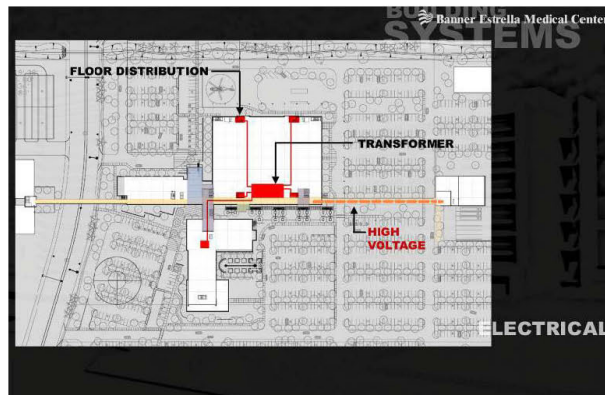 BUILDING
Banner Estrella Medical Center
SYSTEMS
FLOOR DISTRIBUTION
TRANSFORMER
HIGH
VOLTAGE
ELECTRICAL